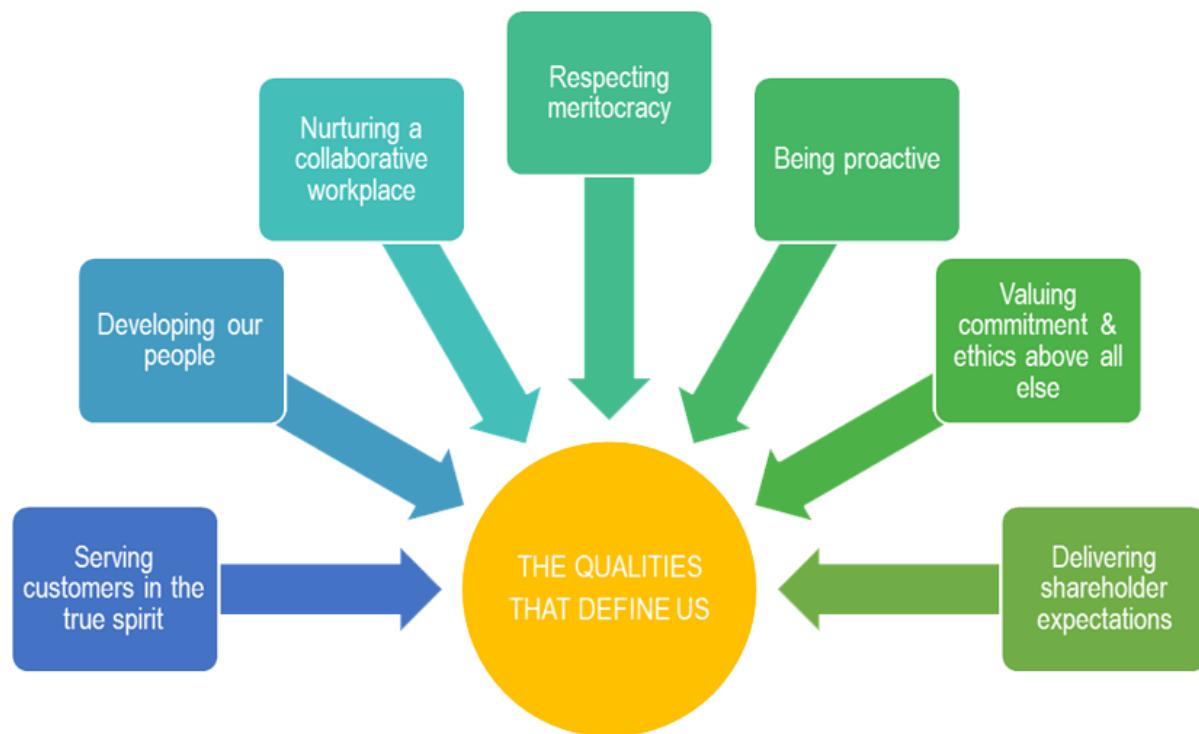 Respecting
meritocracy
Nurturing a
collaborative
workplace
Being proactive
Developing our
people
Valuing
commitment &
ethics above all
else
Serving
customers in the
true spirit
THE QUALITIES
THAT DEFINE US
Delivering
shareholder
expectations